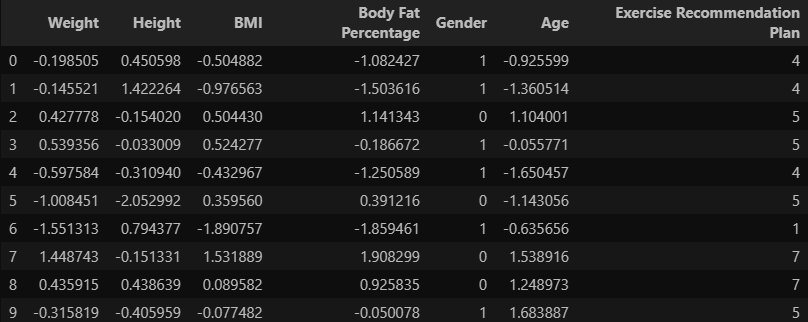 Weight Height BMI Body Fat Percentage Gender Age Exercise Recommendation Plan
0 -0.198505 0.450598 -0.504882 -1.082427 1 -0.925599 4
1 -0.145521 1.422264 -0.976563 -1.503616 1 -1.360514 4
2 0.427778 -0.154020 0.504430 1.141343 0 1.104001 5
3 0.539356 -0.033009 0.524277 -0.186672 1 -0.055771 5
4 -0.597584 -0.310940 -0.432967 -1.250589 1 -1.650457 4
5 -1.008451 -2.052992 0.359560 0.391216 0 -1.143056 5
6 -1.551313 0.794377 -1.890757 -1.859461 1 -0.635656 1
7 1.448743 -0.151331 1.531889 1.908299 0 1.538916 7
8 0.435915 0.438639 0.089582 0.925835 0 1.248973 7
9 -0.315819 -0.405959 -0.077482 -0.050078 1 1.683887 5